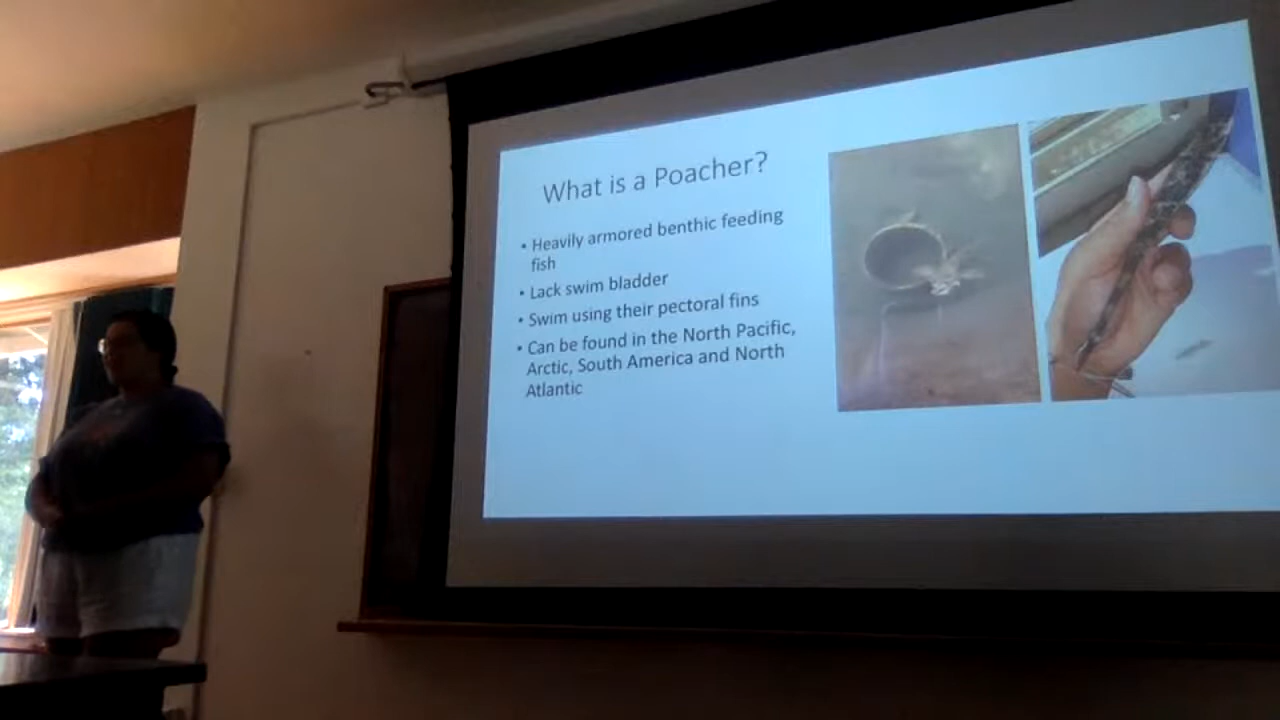 What is a Poacher?
• Heavily armored benthic feeding
fish
• Lack swim bladder
• Swim using their pectoral fins
• Can be found in the North Pacific,
Arctic, South America and North
Atlantic